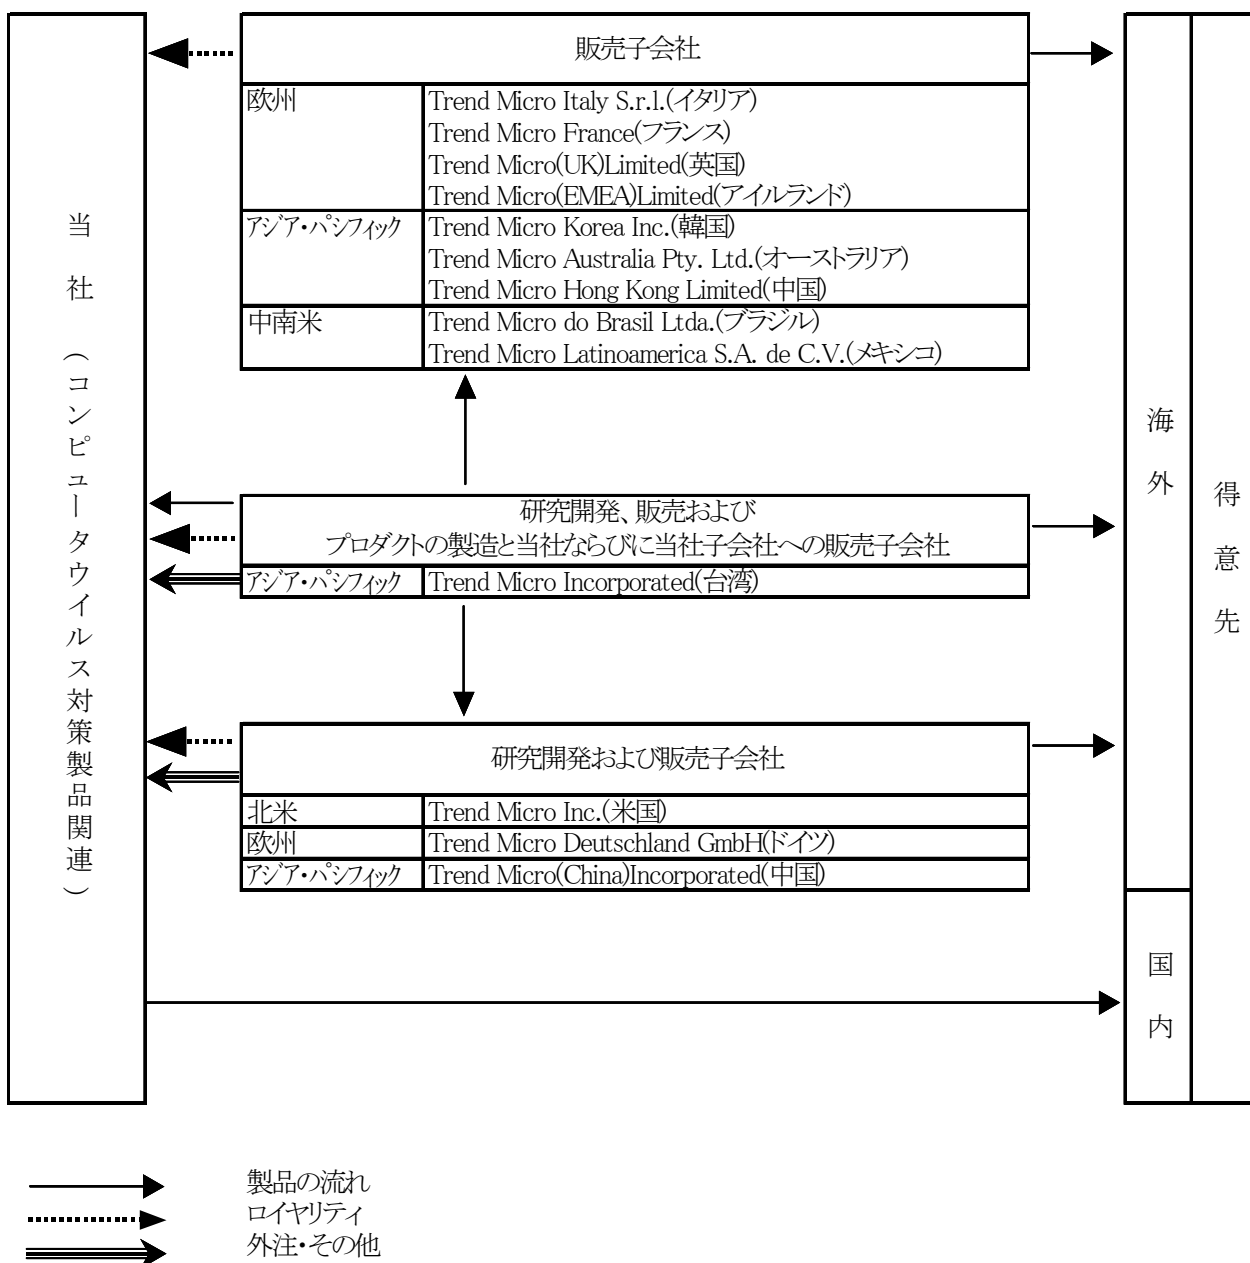 当社(コンピュータウイルス対策製品関連)
販売子会社
欧州 Trend Micro Italy S.r.l.(イタリア)
Trend Micro France(フランス)
Trend Micro(UK)Limited(英国)
Trend Micro(EMEA)Limited(アイルランド)
アジア・パシフィック Trend Micro Korea Inc.(韓国)
Trend Micro Australia Pty. Ltd.(オーストラリア)
Trend Micro Hong Kong Limited(中国)
中南米 Trend Micro do Brasil Ltda.(ブラジル)
Trend Micro Latinoamerica S.A. de C.V.(メキシコ)
研究開発、販売および
プロダクトの製造と当社ならびに当社子会社への販売子会社
アジア・パシフィック Trend Micro Incorporated(台湾)
研究開発および販売子会社
北米 Trend Micro Inc.(米国)
欧州 Trend Micro Deutschland GmbH(ドイツ)
アジア・パシフィック Trend Micro(China)Incorporated(中国)
海外
国内
得意先
製品の流れ
ロイヤリティ
外注・その他